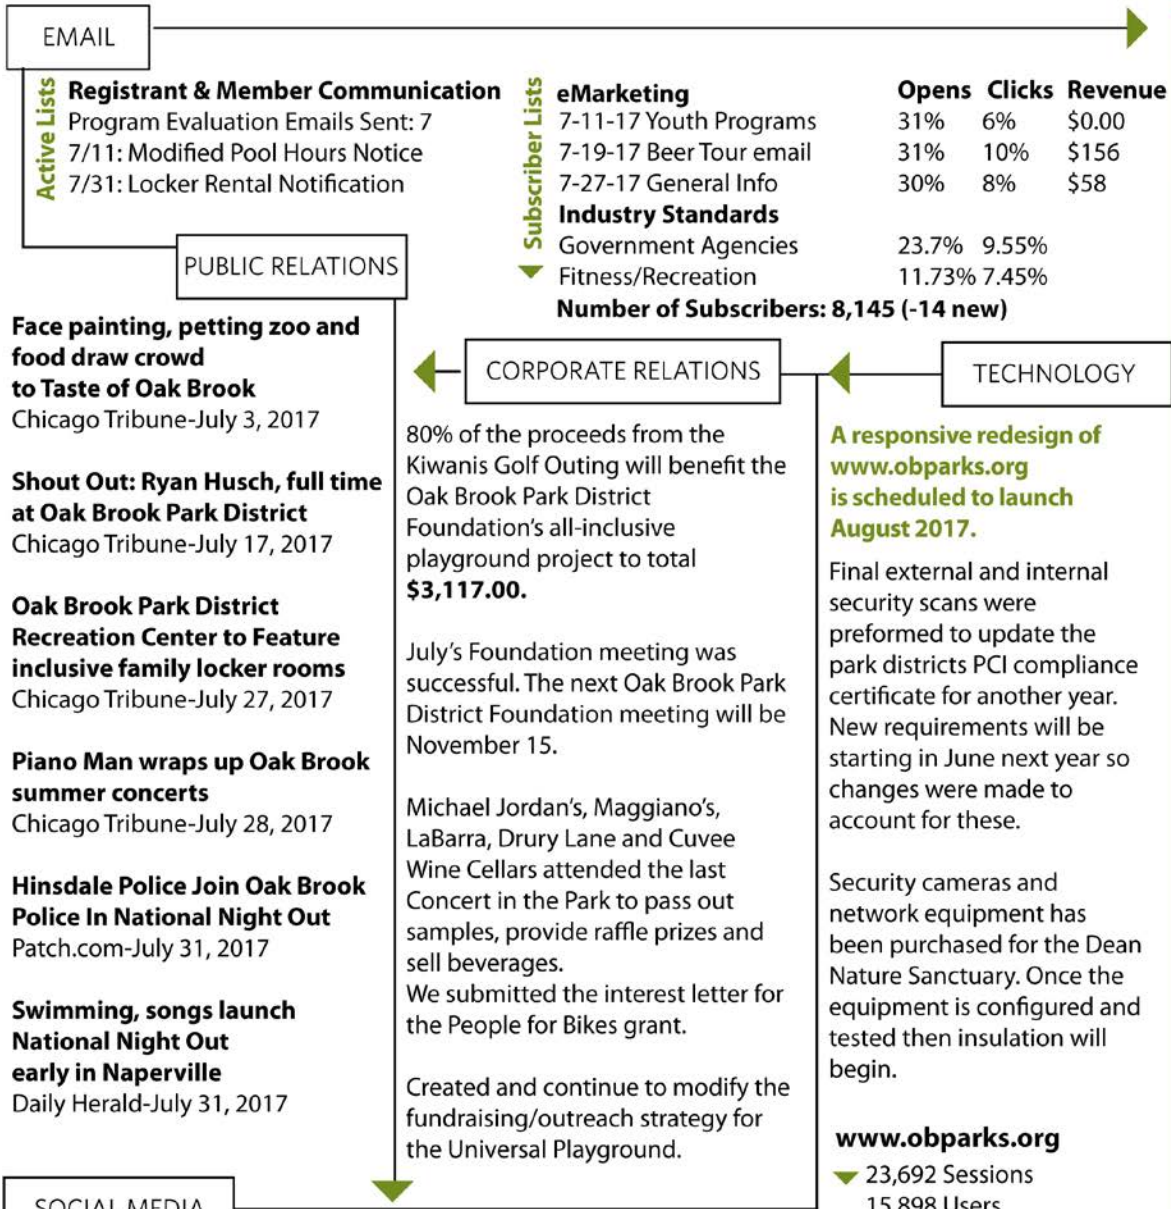 EMAIL
Active Lists
Registrant & Member Communication
Program Evaluation Emails Sent: 7
7/11: Modified Pool Hours Notice
7/31: Locker Rental Notification
Subscriber Lists
eMarketing Opens Clicks Revenue
7-11-17 Youth Programs 31% 6% $0.00
7-19-17 Beer Tour email 31% 10% $156
7-27-17 General Info 30% 8% $58
Industry Standards
Government Agencies 23.7% 9.55%
Fitness/Recreation 11.73% 7.45%
Number of Subscribers: 8,145 (-14 new)
PUBLIC RELATIONS
Face painting, petting zoo and
food draw crowd
to Taste of Oak Brook
Chicago Tribune-July 3, 2017
Shout Out: Ryan Husch, full time
at Oak Brook Park District
Chicago Tribune-July 17, 2017
Oak Brook Park District
Recreation Center to Feature
inclusive family locker rooms
Chicago Tribune-July 27, 2017
Piano Man wraps up Oak Brook
summer concerts
Chicago Tribune-July 28, 2017
Hinsdale Police Join Oak Brook
Police In National Night Out
Patch.com-July 31, 2017
Swimming, songs launch
National Night Out
early in Naperville
Daily Herald-July 31, 2017
CORPORATE RELATIONS
80% of the proceeds from the
Kiwanis Golf Outing will benefit the
Oak Brook Park District
Foundation's all-inclusive
playground project to total
$3,117.00.
July's Foundation meeting was
successful. The next Oak Brook Park
District Foundation meeting will be
November 15.
Michael Jordan's, Maggiano's,
LaBarra, Drury Lane and Cuvee
Wine Cellars attended the last
Concert in the Park to pass out
samples, provide raffle prizes and
sell beverages.
We submitted the interest letter for
the People for Bikes grant.
Created and continue to modify the
fundraising/outreach strategy for
the Universal Playground.
TECHNOLOGY
A responsive redesign of
www.obparks.org
is scheduled to launch
August 2017.
Final external and internal
security scans were
preformed to update the
park districts PCI compliance
certificate for another year.
New requirements will be
starting in June next year so
changes were made to
account for these.
Security cameras and
network equipment has
been purchased for the Dean
Nature Sanctuary. Once the
equipment is configured and
tested then insulation will
begin.
www.obparks.org
23,692 Sessions
15,898 Users
SOCIAL MEDIA